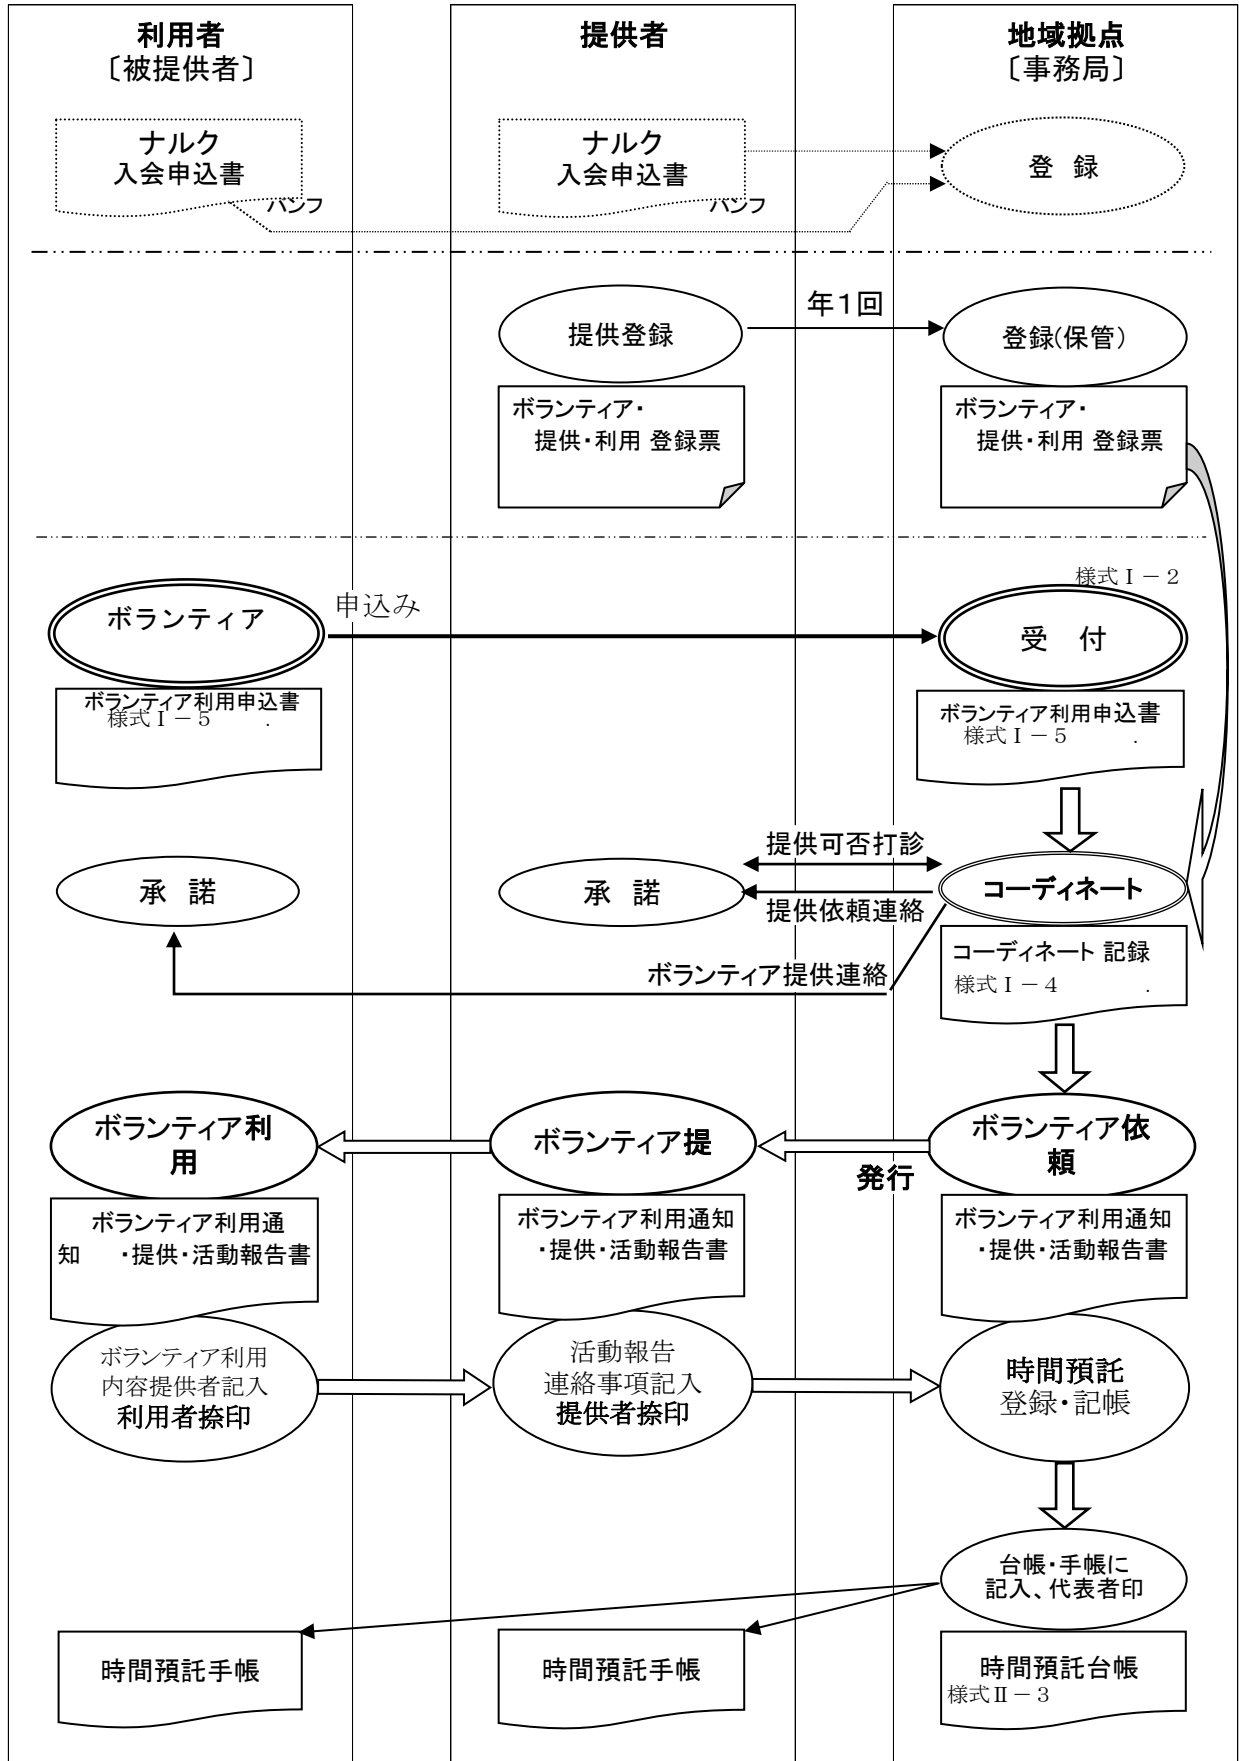 利用者
〔被提供者〕
提供者
地域拠点
〔事務局〕
ナルク
入会申込書
パンフ
ナルク
入会申込書
パンフ
登 録
提供登録
年１回
登録(保管)
ボランティア・
提供・利用 登録票
ボランティア・
提供・利用 登録票
様式Ⅰ－２
ボランティア
申込み
受 付
ボランティア利用申込書
様式Ⅰ－５ .
ボランティア利用申込書
様式Ⅰ－５ .
提供可否打診
承 諾
承 諾
コーディネート
提供依頼連絡
ボランティア提供連絡
コーディネート 記録
様式Ⅰ－４ .
ボランティア利
用
ボランティア提
ボランティア依
頼
発行
ボランティア利用通
知 ・提供・活動報告書
ボランティア利用通知
・提供・活動報告書
ボランティア利用通知
・提供・活動報告書
ボランティア利用
内容提供者記入
利用者捺印
活動報告
連絡事項記入
提供者捺印
時間預託
登録・記帳
台帳・手帳に
記入、代表者印
時間預託手帳
時間預託手帳
時間預託台帳
様式Ⅱ－３